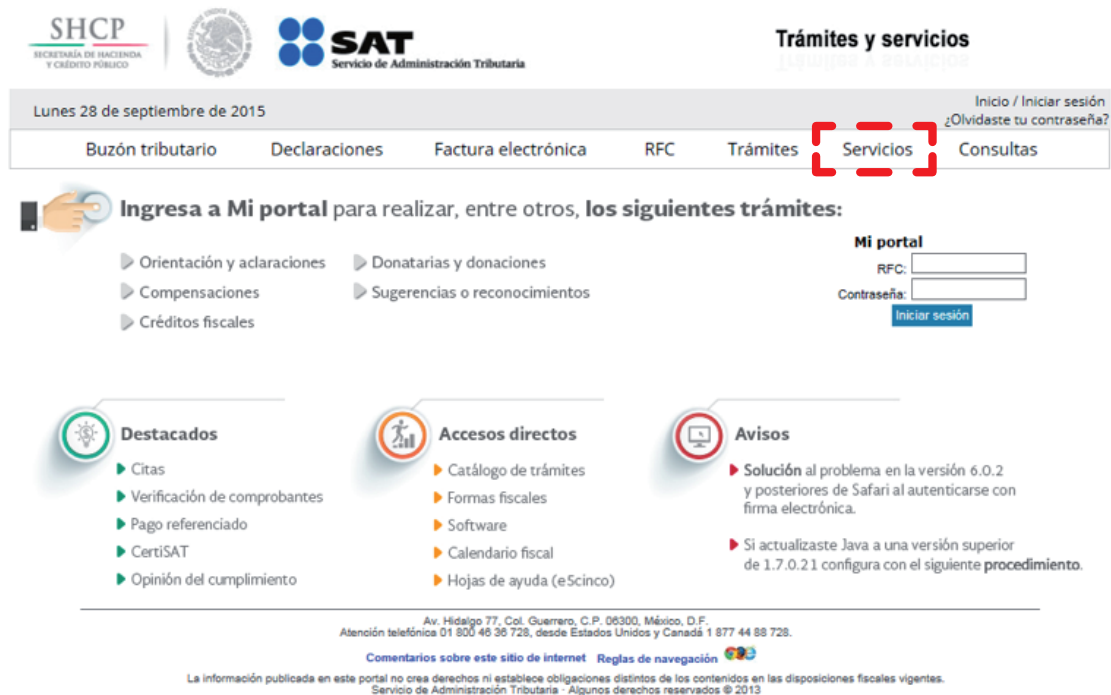 SHCP
SECRETARÍA DE HACIENDA
Y CRÉDITO PÚBLICO
ESTADOS UNIDOS MEXICANOS
SAT
Servicio de Administración Tributaria
Trámites y servicios
Lunes 28 de septiembre de 2015
Inicio / Iniciar sesión
¿Olvidaste tu contraseña?
Buzón tributario Declaraciones Factura electrónica RFC Trámites Servicios Consultas
Ingresa a Mi portal para realizar, entre otros, los siguientes trámites:
Orientación y aclaraciones
Compensaciones
Créditos fiscales
Donatarias y donaciones
Sugerencias o reconocimientos
Mi portal
RFC:
Contraseña:
Iniciar sesión
Destacados
Citas
Verificación de comprobantes
Pago referenciado
CertiSAT
Opinión del cumplimiento
Accesos directos
Catálogo de trámites
Formas fiscales
Software
Calendario fiscal
Hojas de ayuda (eScinco)
Avisos
Solución al problema en la versión 6.0.2
y posteriores de Safari al autenticarse con
firma electrónica.
Si actualizaste Java a una versión superior
de 1.7.0.21 configura con el siguiente procedimiento.
Av. Hidalgo 77, Col. Guerrero, C.P. 06300, México, D.F.
Atención telefónica 01 800 46 36 728, desde Estados Unidos y Canadá 1 877 44 88 728.
Comentarios sobre este sitio de internet Reglas de navegación
La información publicada en este portal no crea derechos ni establece obligaciones distintos de los contenidos en las disposiciones fiscales vigentes.
Servicio de Administración Tributaria - Algunos derechos reservados © 2013